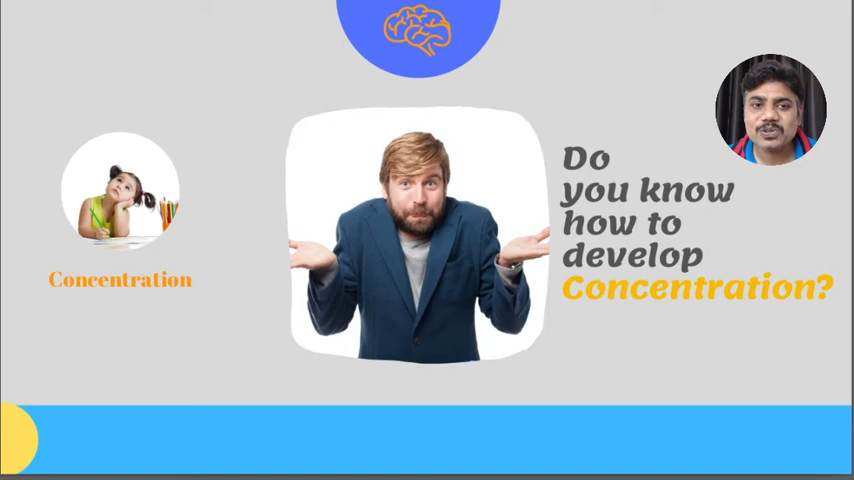 Concentration
Do
you know
how to
develop
Concentration?